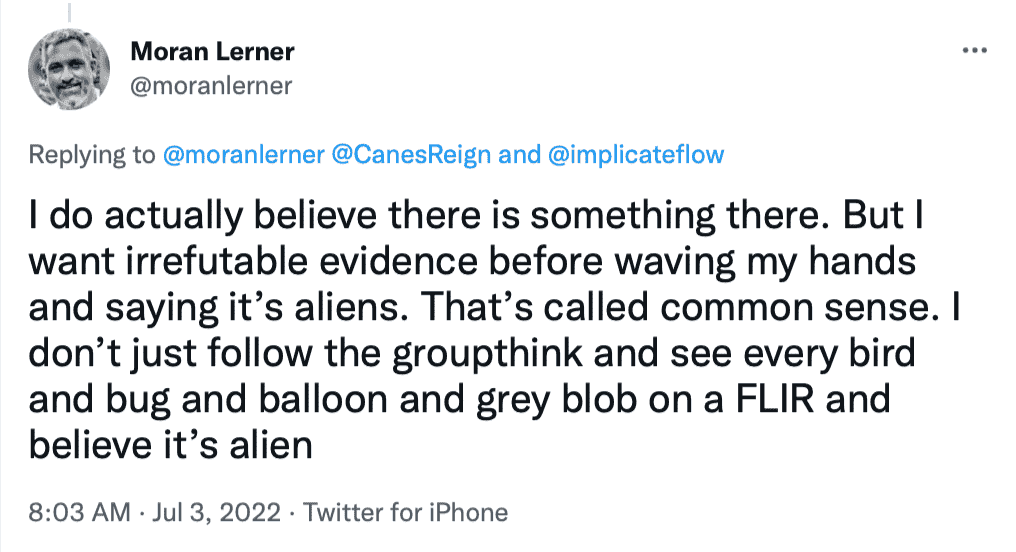 Moran Lerner
@moranlerner
Replying to @moranlerner @CanesReign and @implicateflow
I do actually believe there is something there. But I
want irrefutable evidence before waving my hands
and saying it’s aliens. That’s called common sense. I
don’t just follow the groupthink and see every bird
and bug and balloon and grey blob on a FLIR and
believe it’s alien
8:03 AM · Jul 3, 2022 · Twitter for iPhone